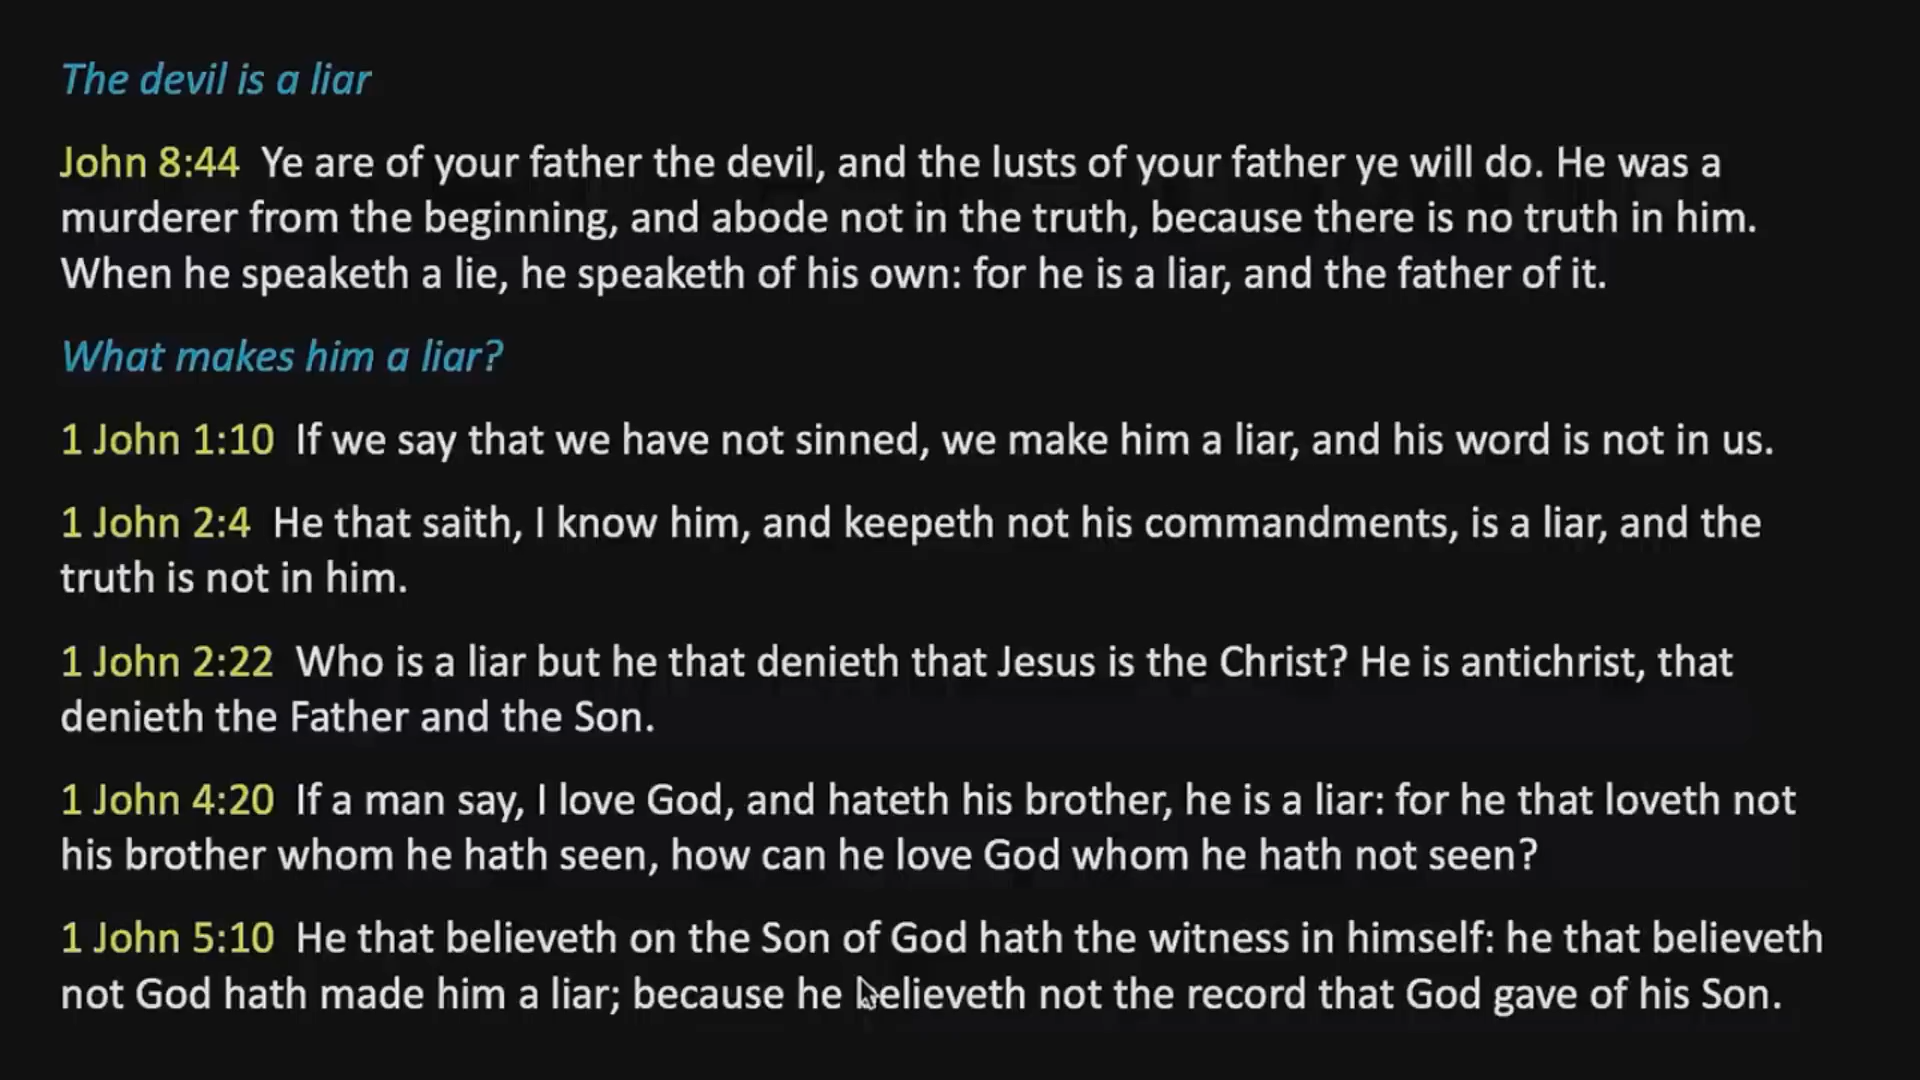 The devil is a liar
John 8:44 Ye are of your father the devil, and the lusts of your father ye will do. He was a
murderer from the beginning, and abode not in the truth, because there is no truth in him.
When he speaketh a lie, he speaketh of his own: for he is a liar, and the father of it.
What makes him a liar?
1 John 1:10 If we say that we have not sinned, we make him a liar, and his word is not in us.
1 John 2:4 He that saith, I know him, and keepeth not his commandments, is a liar, and the
truth is not in him.
1 John 2:22 Who is a liar but he that denieth that Jesus is the Christ? He is antichrist, that
denieth the Father and the Son.
1 John 4:20 If a man say, I love God, and hateth his brother, he is a liar: for he that loveth not
his brother whom he hath seen, how can he love God whom he hath not seen?
1 John 5:10 He that believeth on the Son of God hath the witness in himself: he that believeth
not God hath made him a liar; because he believeth not the record that God gave of his Son.